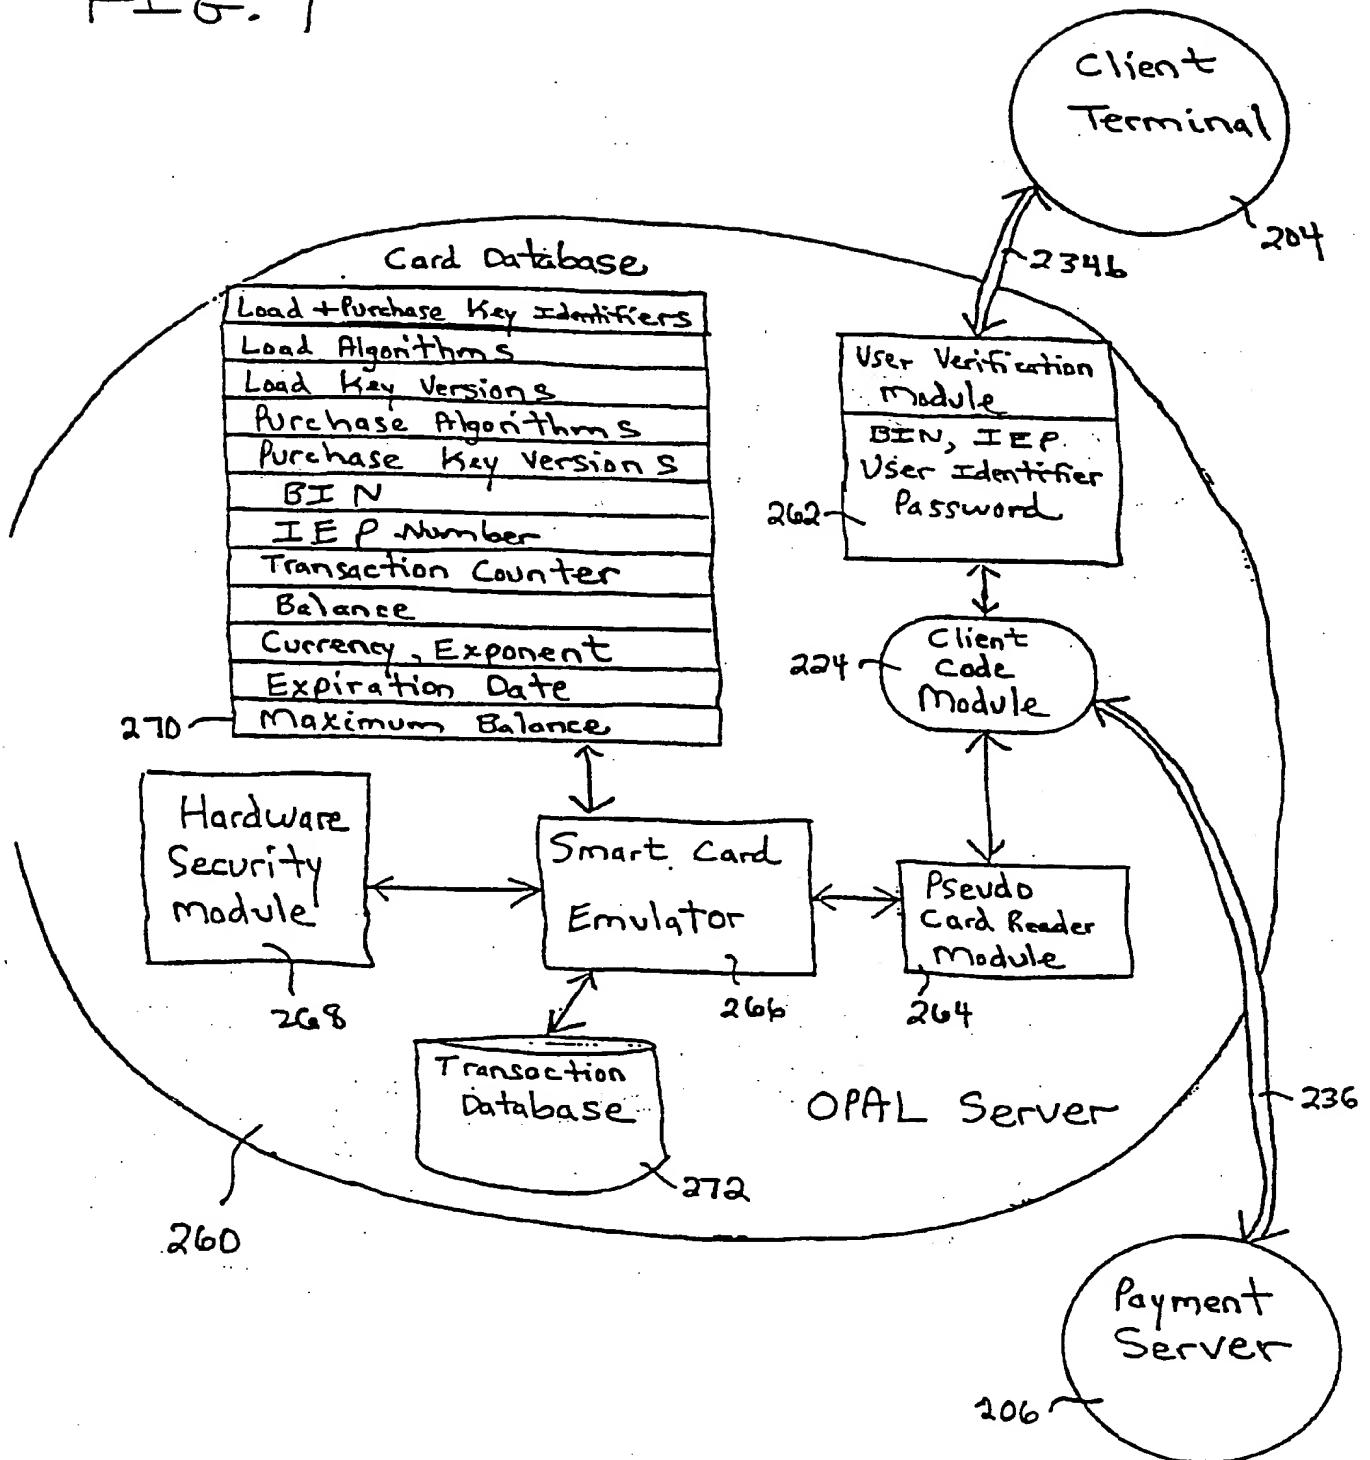 FIG. 7
Client
Terminal
204
234b
Card Database
Load + Purchase Key Identifiers
Load Algorithms
Load Key Versions
Purchase Algorithms
Purchase Key Versions
BIN
IEP Number
Transaction Counter
Balance
Currency, Exponent
Expiration Date
Maximum Balance
270
User Verification
Module
BIN, IEP
User Identifier
Password
262
Client
Code
Module
224
Hardware
Security
Module
268
Smart Card
Emulator
266
Pseudo
Card Reader
Module
264
Transaction
Database
272
OPAL Server
236
260
Payment
Server
206